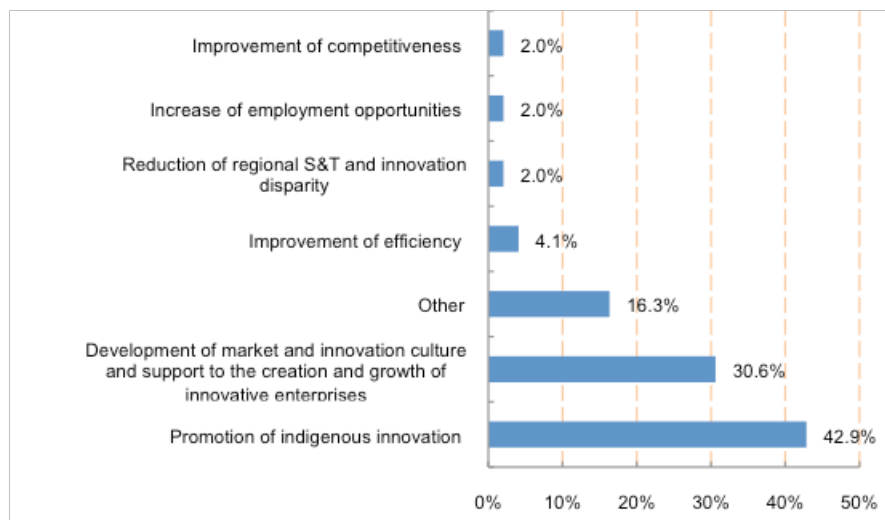 Improvement of competitiveness
2.0%
Increase of employment opportunities
2.0%
Reduction of regional S&T and innovation
disparity
2.0%
Improvement of efficiency
4.1%
Other
16.3%
Development of market and innovation culture
and support to the creation and growth of
innovative enterprises
30.6%
Promotion of indigenous innovation
42.9%
0% 10% 20% 30% 40% 50%